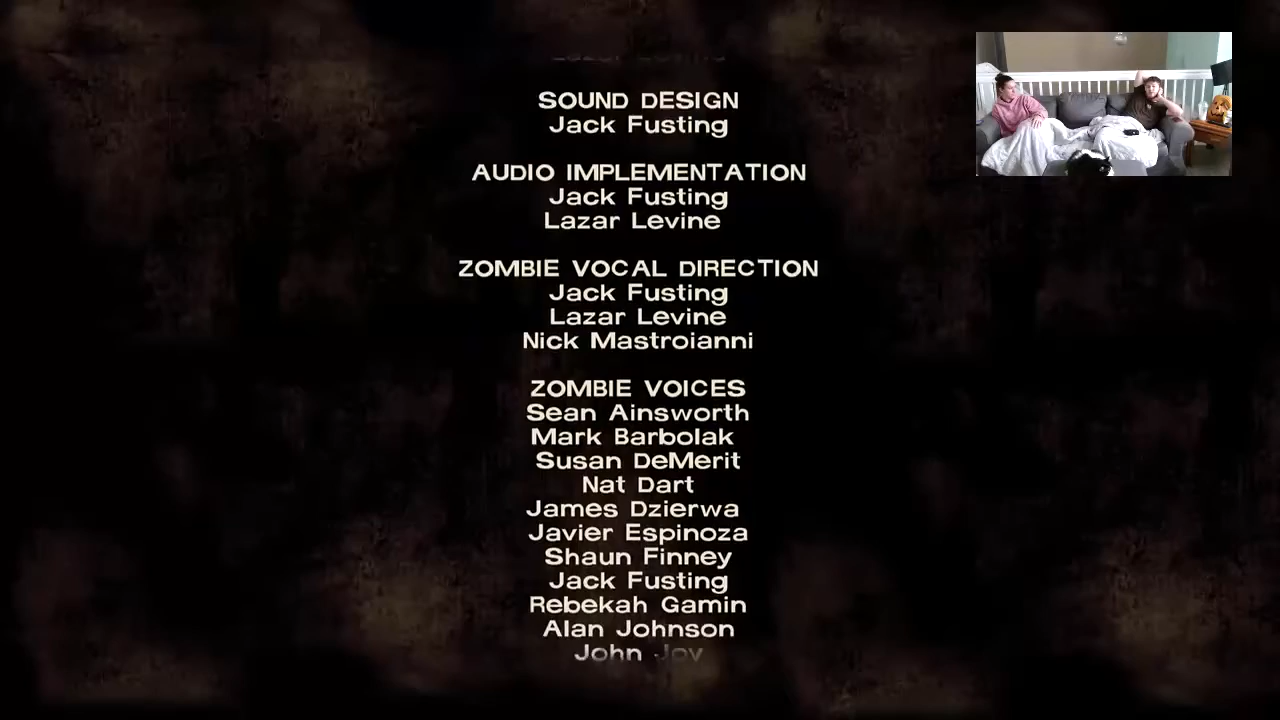 SOUND DESIGN
Jack Fusting
AUDIO IMPLEMENTATION
Jack Fusting
Lazar Levine
ZOMBIE VOCAL DIRECTION
Jack Fusting
Lazar Levine
Nick Mastroianni
ZOMBIE VOICES
Sean Ainsworth
Mark Barbolak
Susan DeMerit
Nat Dart
James Dzierwa
Javier Espinoza
Shaun Finney
Jack Fusting
Rebekah Gamin
Alan Johnson
John Joy